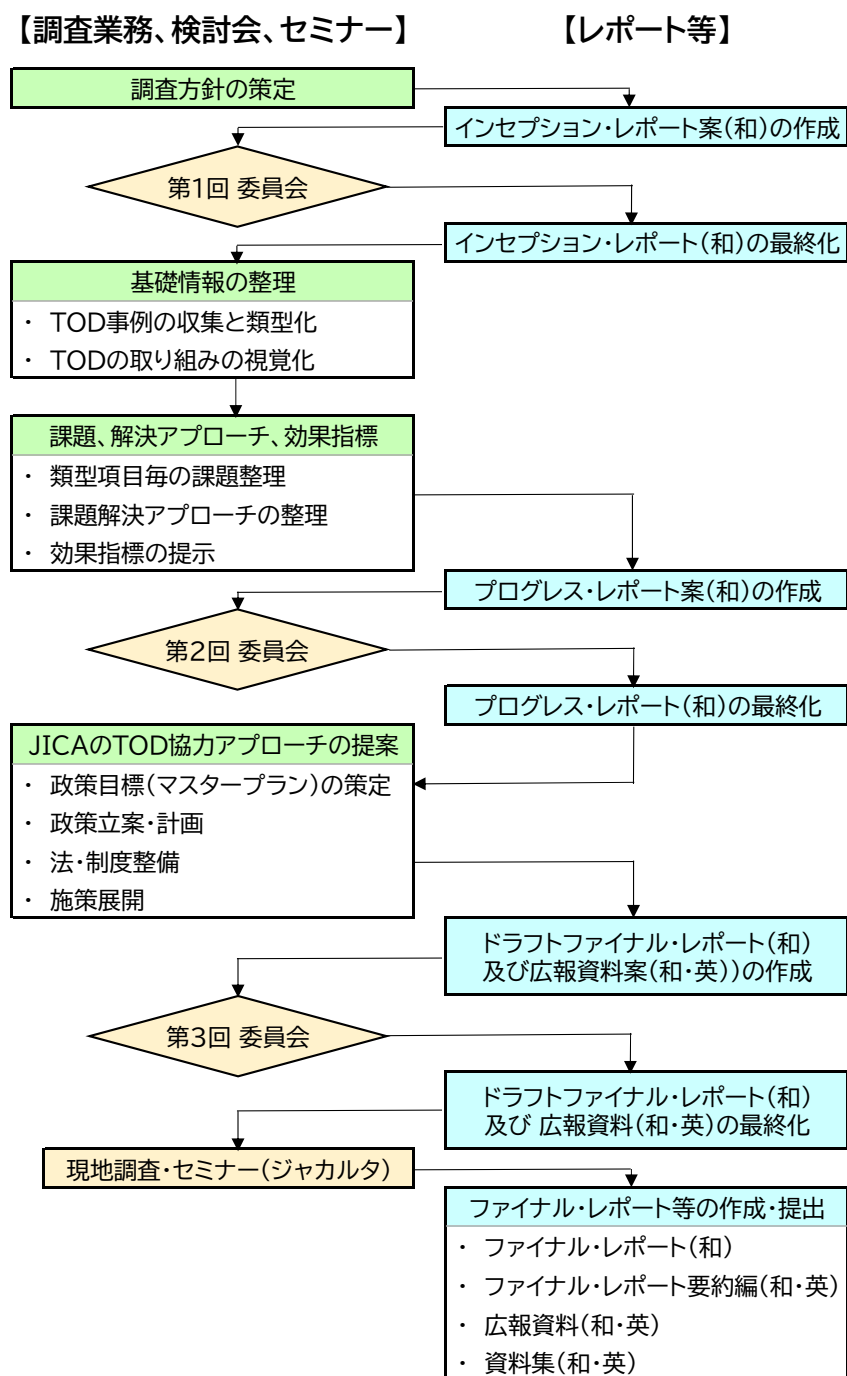 【調査業務、検討会、セミナー】
【レポート等】
調査方針の策定
インセプション・レポート案(和)の作成
第1回 委員会
インセプション・レポート(和)の最終化
基礎情報の整理
・ TOD事例の収集と類型化
・ TODの取り組みの視覚化
課題、解決アプローチ、効果指標
・ 類型項目毎の課題整理
・ 課題解決アプローチの整理
・ 効果指標の提示
プログレス・レポート案(和)の作成
第2回 委員会
プログレス・レポート(和)の最終化
JICAのTOD協力アプローチの提案
・ 政策目標(マスタープラン)の策定
・ 政策立案・計画
・ 法・制度整備
・ 施策展開
ドラフトファイナル・レポート(和)
及び広報資料案(和・英))の作成
第3回 委員会
ドラフトファイナル・レポート(和)
及び 広報資料(和・英)の最終化
現地調査・セミナー(ジャカルタ)
ファイナル・レポート等の作成・提出
・ ファイナル・レポート(和)
・ ファイナル・レポート要約編(和・英)
・ 広報資料(和・英)
・ 資料集(和・英)